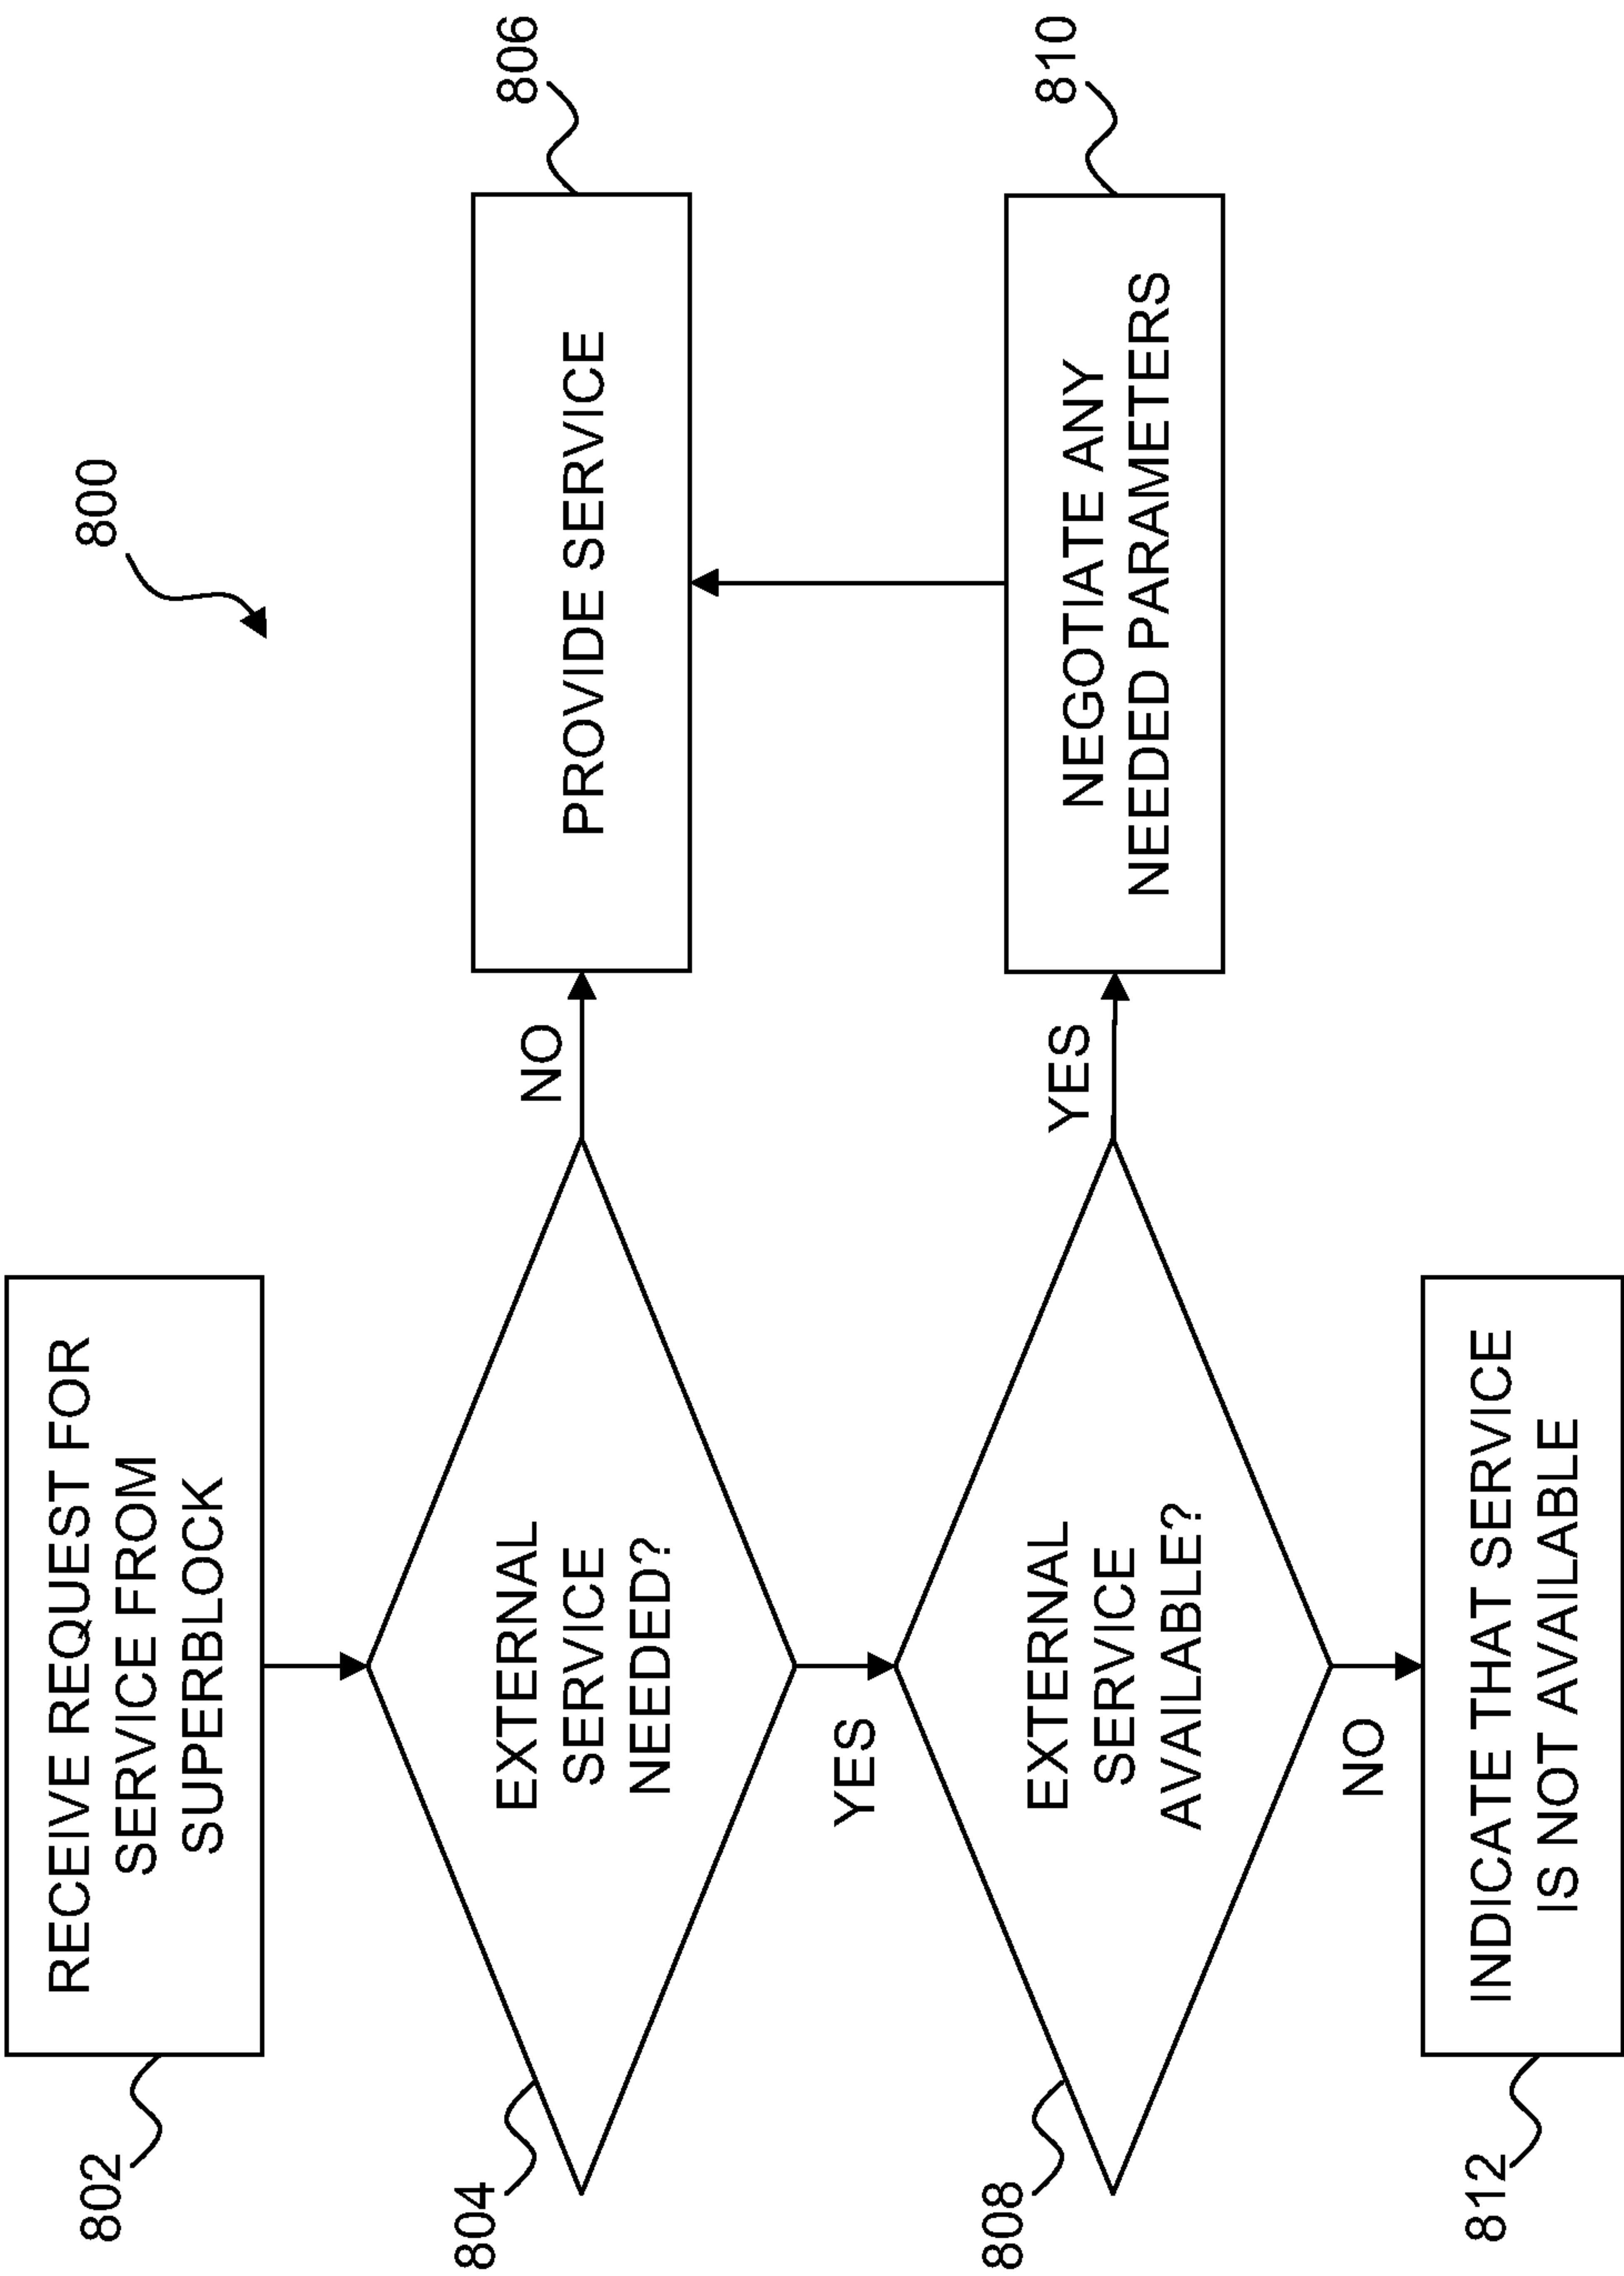 800
802
RECEIVE REQUEST FOR
SERVICE FROM
SUPERBLOCK
804
EXTERNAL
SERVICE
NEEDED?
NO
PROVIDE SERVICE
806
YES
808
EXTERNAL
SERVICE
AVAILABLE?
YES
NEGOTIATE ANY
NEEDED PARAMETERS
810
NO
812
INDICATE THAT SERVICE
IS NOT AVAILABLE